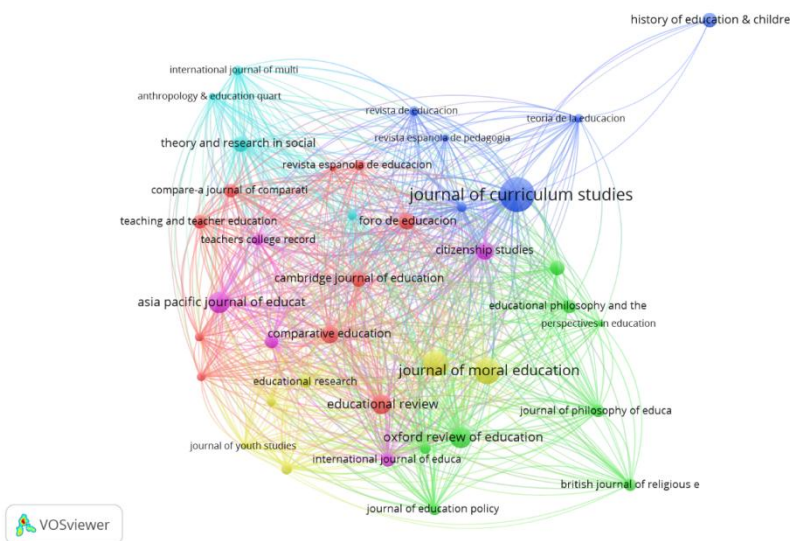 history of education & childre
international journal of multi
anthropology & education quart
revista de educacion
teoria de la educacion
theory and research in social
revista espanola de pedagogia
revista espanola de educacion
compare-a journal of comparati
journal of curriculum studies
teaching and teacher education
foro de educacion
teachers college record
citizenship studies
cambridge journal of education
asia pacific journal of educat
educational philosophy and the
perspectives in education
comparative education
journal of moral education
educational research
educational review
journal of philosophy of educa
oxford review of education
journal of youth studies
international journal of educa
british journal of religious e
journal of education policy
VOSviewer